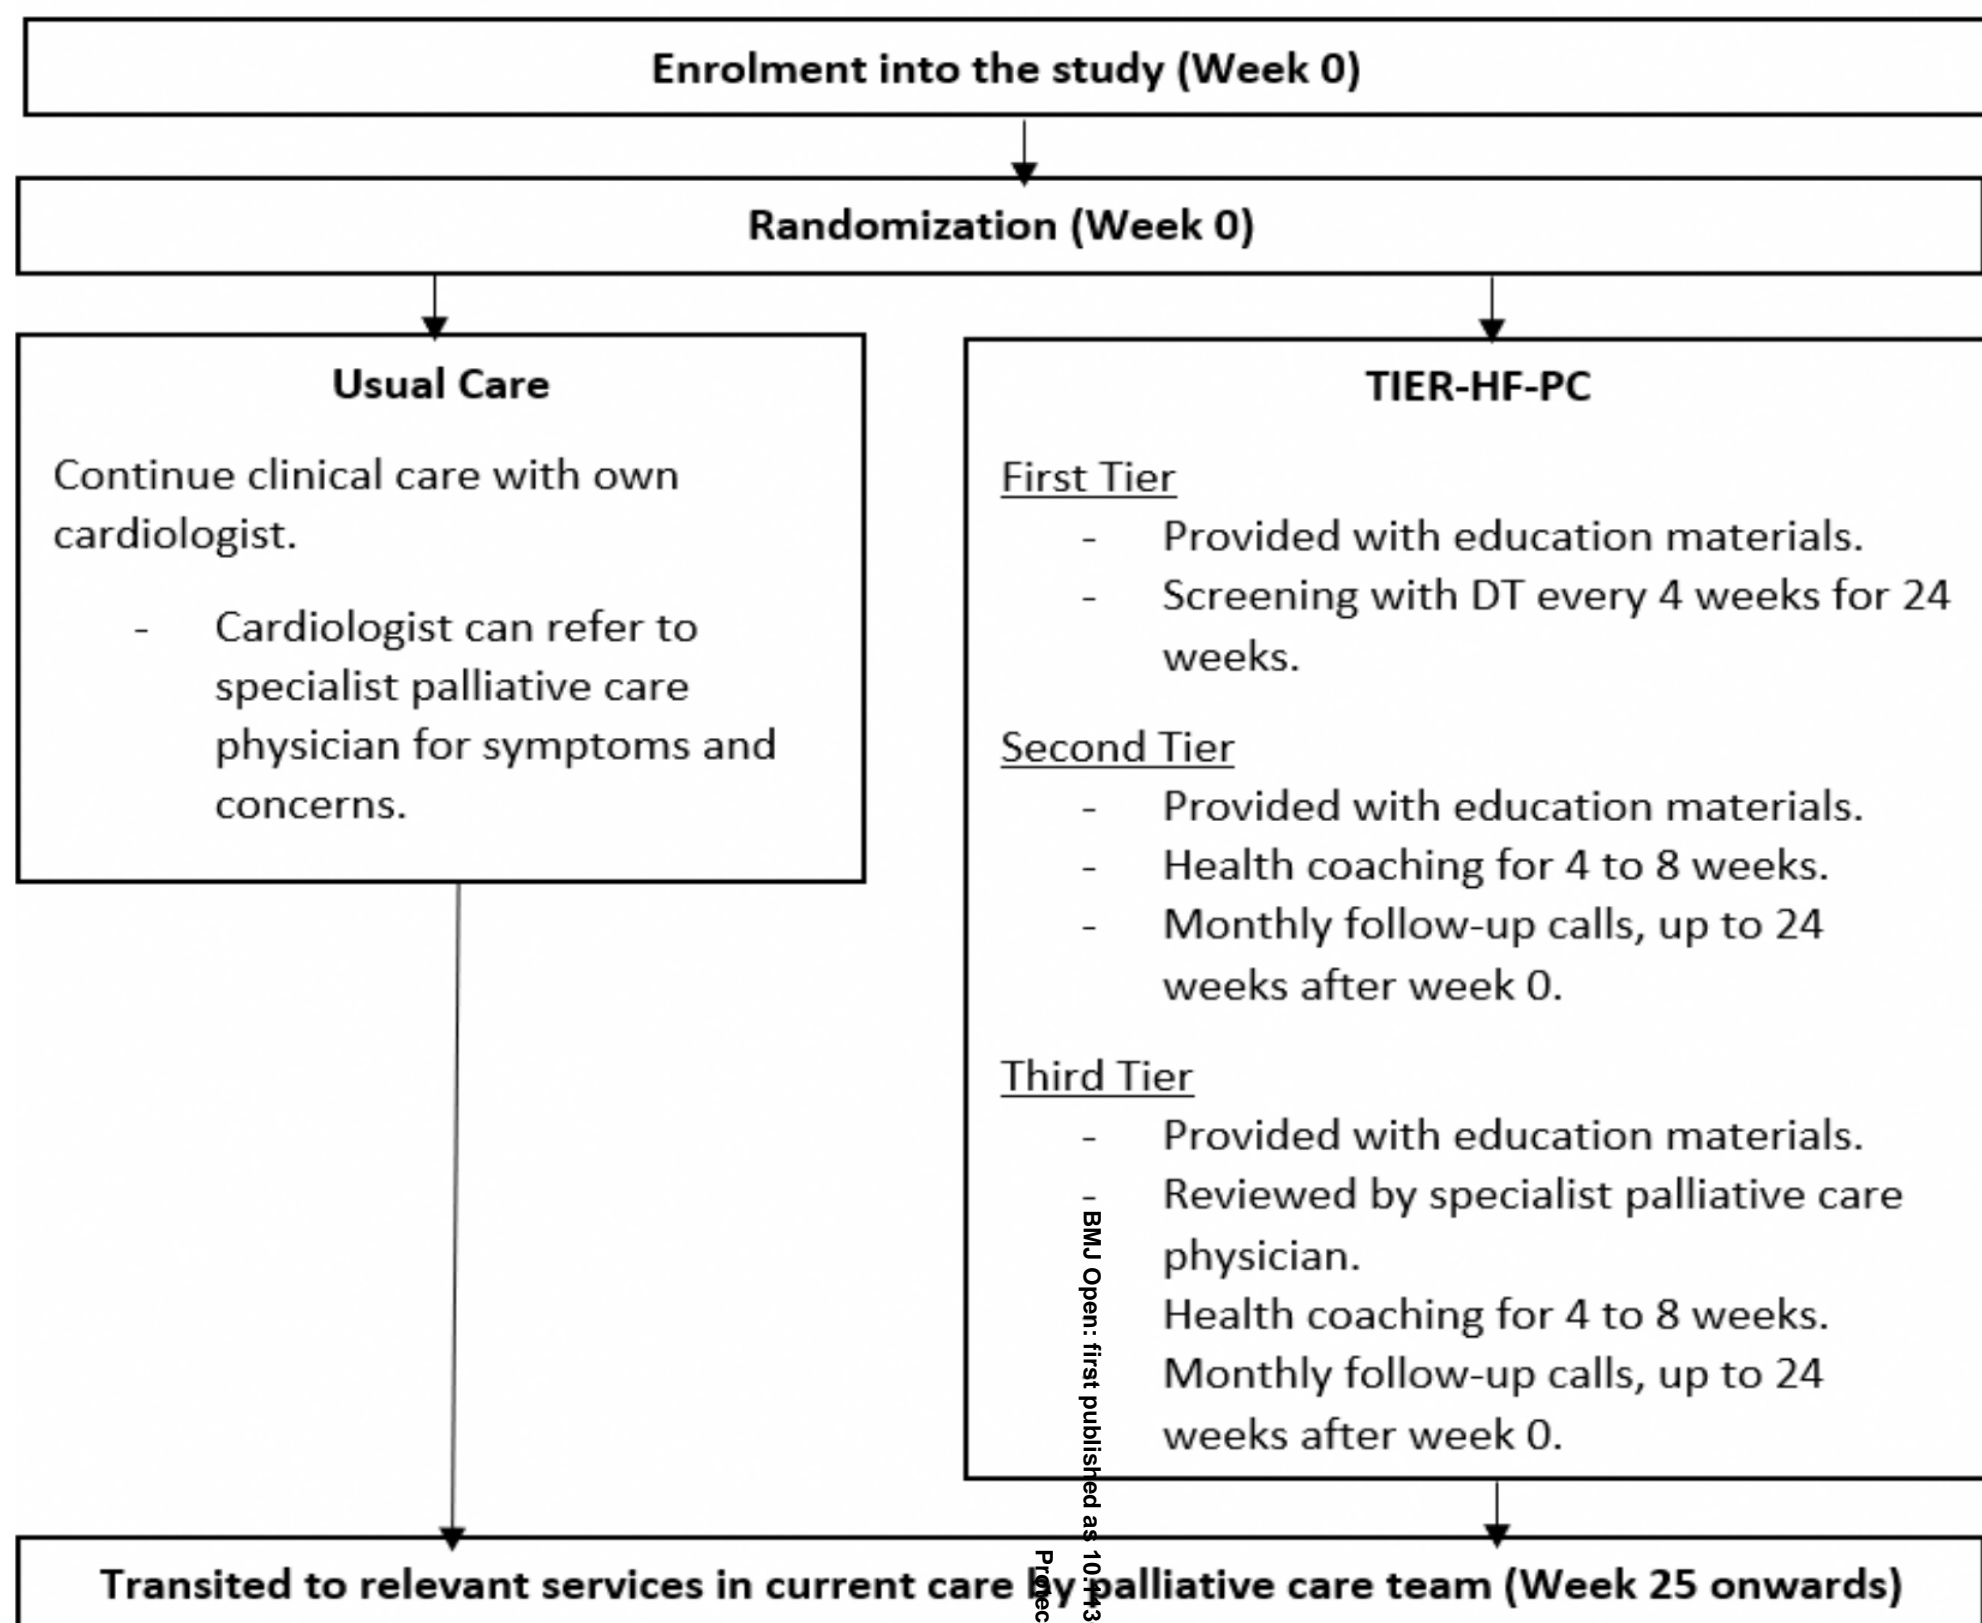 Enrolment into the study (Week 0)
Randomization (Week 0)
Usual Care
Continue clinical care with own
cardiologist.
- Cardiologist can refer to
specialist palliative care
physician for symptoms and
concerns.
TIER-HF-PC
First Tier
- Provided with education materials.
- Screening with DT every 4 weeks for 24
weeks.
Second Tier
- Provided with education materials.
- Health coaching for 4 to 8 weeks.
- Monthly follow-up calls, up to 24
weeks after week 0.
Third Tier
- Provided with education materials.
- Reviewed by specialist palliative care
physician.
Health coaching for 4 to 8 weeks.
Monthly follow-up calls, up to 24
weeks after week 0.
Transited to relevant services in current care by palliative care team (Week 25 onwards)
BMJ Open: first published as